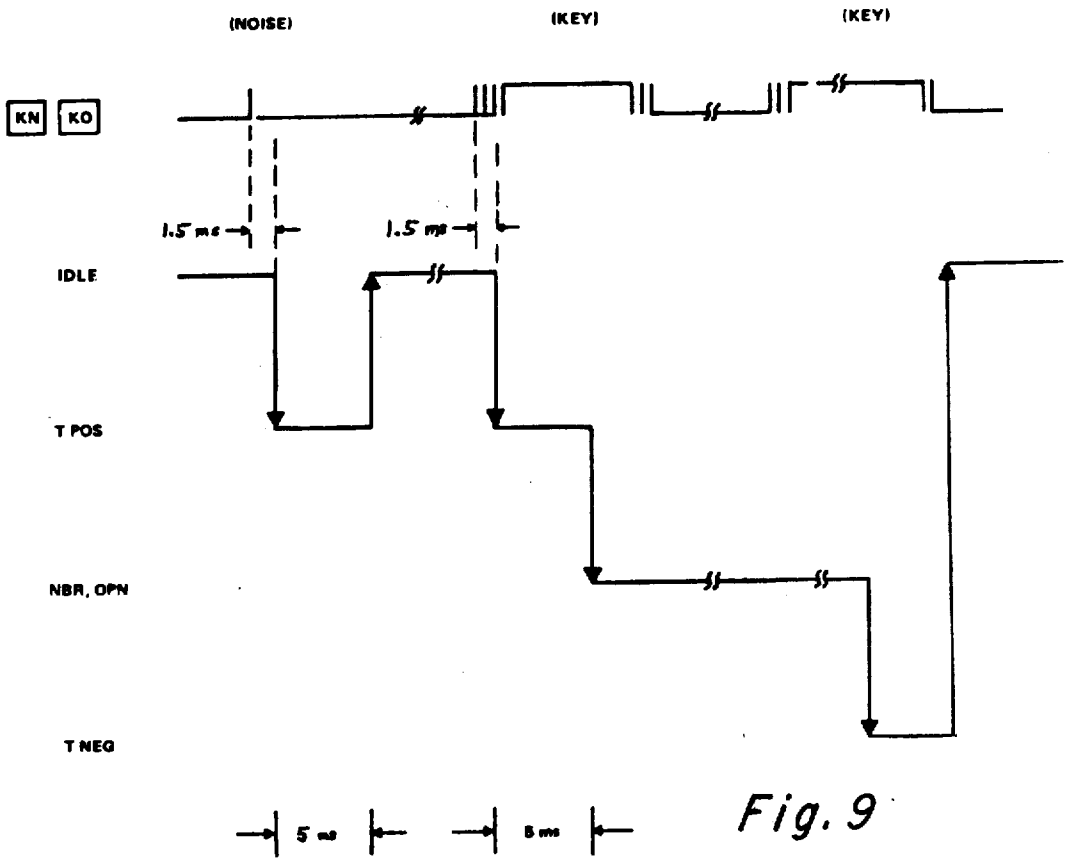 (NOISE) (KEY) (KEY)
KN KO
1.5 ms 1.5 ms
IDLE
T POS
NBR, OPN
T NEG
5 ms ms
Fig. 9